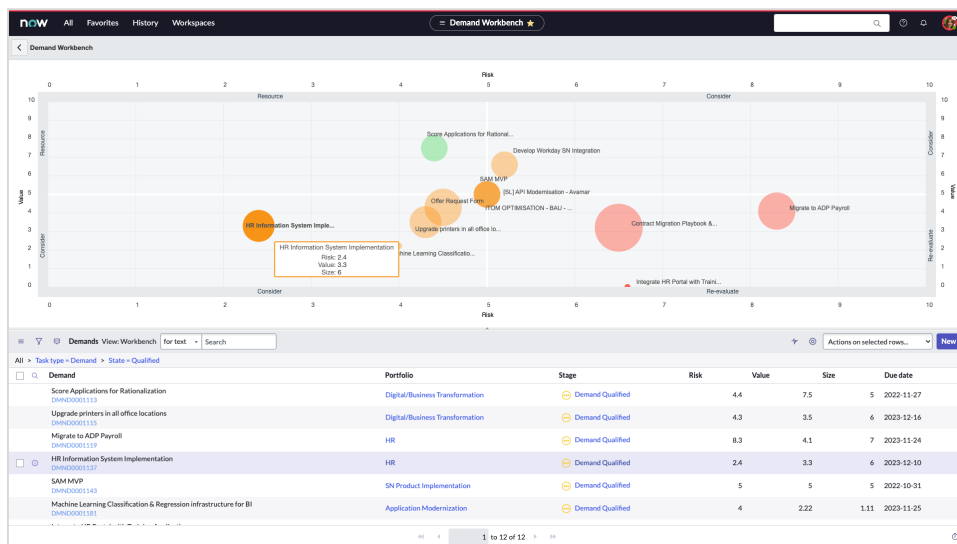 now All Favorites History Workspaces = Demand Workbench ★
Demand Workbench
Risk
0 1 2 3 4 5 6 7 8 9 10
Resource Consider
10 10
9 9
8 8
7 7
6 6
5 5
4 4
3 3
2 2
1 1
0 0
Value
Resource
Consider
Consider
Re-evaluate
Value
Score Applications for Rational...
Develop Workday SN Integration
SAM MVP
[SL] API Modernisation - Avamar
Offer Request Form
ITOM OPTIMISATION - BAU - ...
Migrate to ADP Payroll
HR Information System Imple...
Upgrade printers in all office lo...
Contract Migration Playbook &...
HR Information System Implementation
Risk: 2.4
Value: 3.3
Size: 6
hine Learning Classificatio...
Integrate HR Portal with Traini...
Consider Re-evaluate
0 1 2 3 4 5 6 7 8 9 10
Risk
Demands View: Workbench for text Search Actions on selected rows... New
All > Task type = Demand > State = Qualified
Demand Portfolio Stage Risk Value Size Due date
Score Applications for Rationalization
DMND0001113 Digital/Business Transformation Demand Qualified 4.4 7.5 5 2022-11-27
Upgrade printers in all office locations
DMND0001115 Digital/Business Transformation Demand Qualified 4.3 3.5 6 2023-12-16
Migrate to ADP Payroll
DMND0001119 HR Demand Qualified 8.3 4.1 7 2023-11-24
HR Information System Implementation
DMND0001137 HR Demand Qualified 2.4 3.3 6 2023-12-10
SAM MVP
DMND0001143 SN Product Implementation Demand Qualified 5 5 5 2022-10-31
Machine Learning Classification & Regression infrastructure for BI
DMND0001181 Application Modernization Demand Qualified 4 2.22 1.11 2023-11-25
1 to 12 of 12